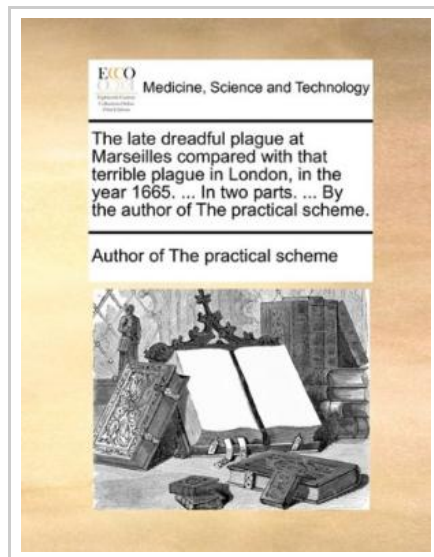 ECCO
Medicine, Science and Technology
The late dreadful plague at
Marseilles compared with that
terrible plague in London, in the
year 1665. ... In two parts. ... By
the author of The practical scheme.
Author of The practical scheme